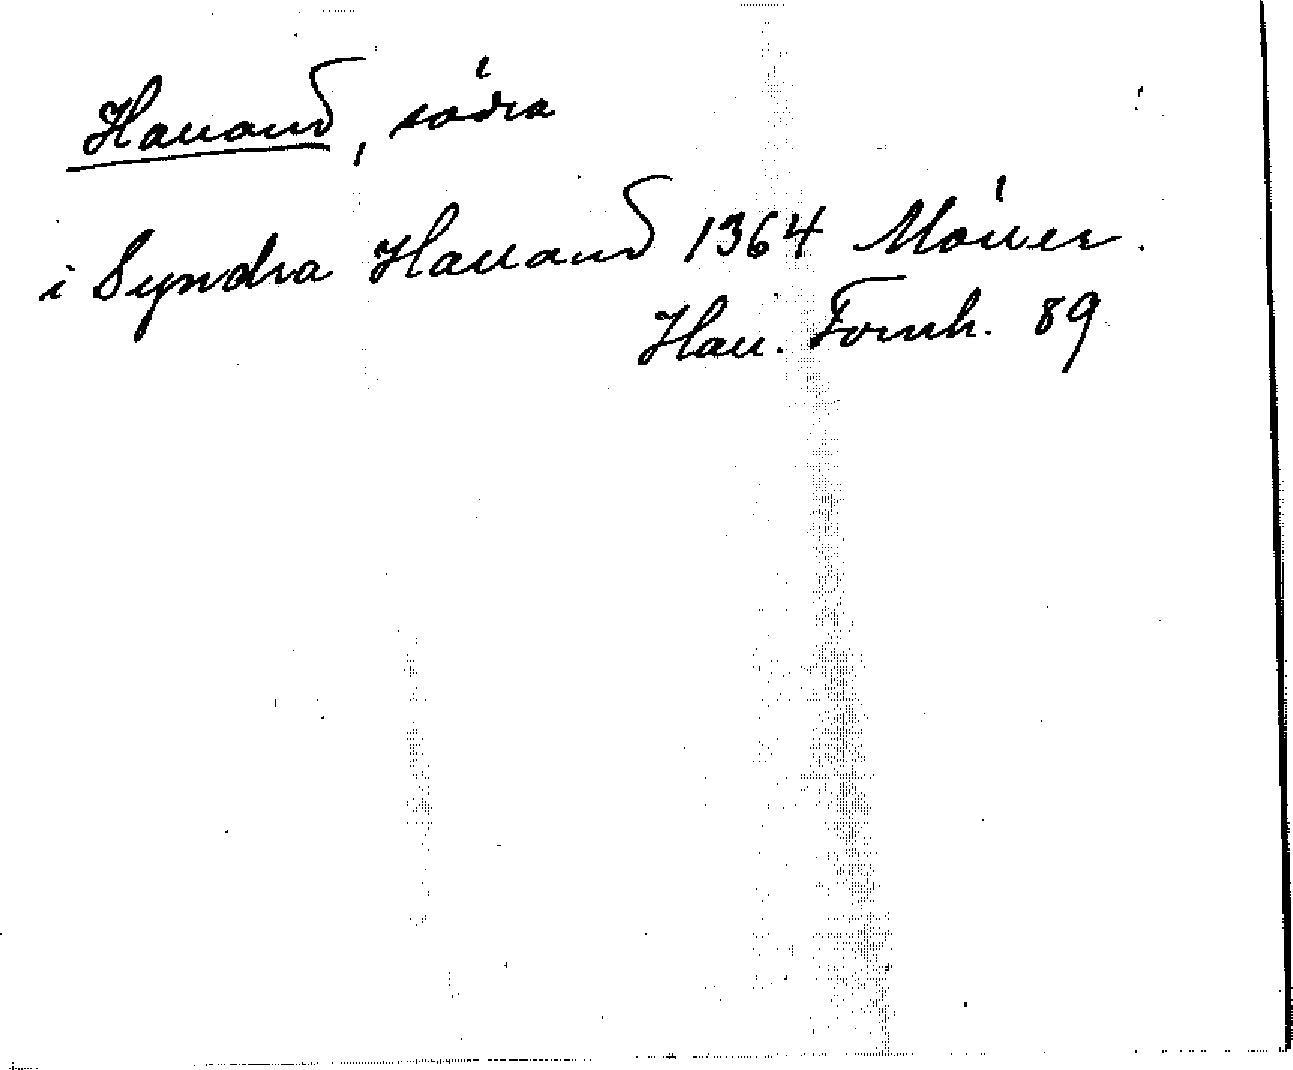 Halland, södra
i Syndra Halland 1364 Möller.
Hall. Fornh. 89